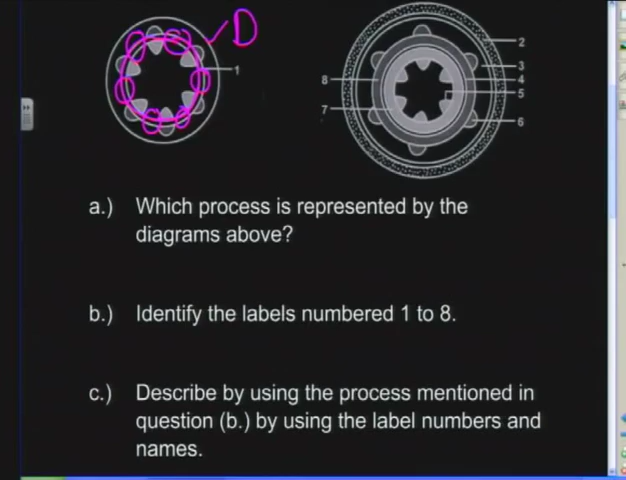 D
1
2
3
4
5
6
7
8
a.) Which process is represented by the
diagrams above?
b.) Identify the labels numbered 1 to 8.
c.) Describe by using the process mentioned in
question (b.) by using the label numbers and
names.